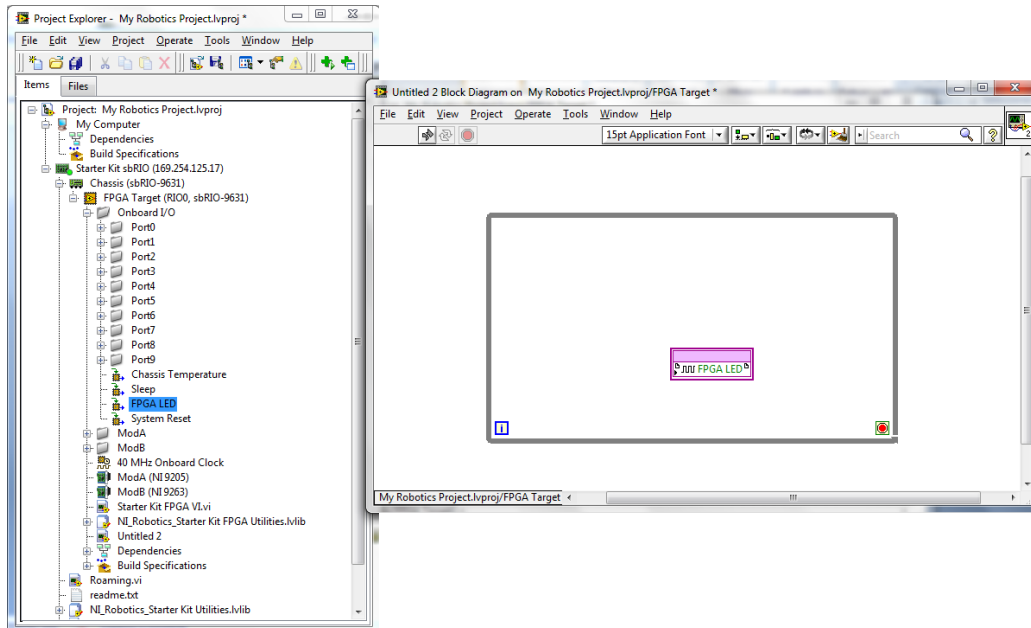 Project Explorer - My Robotics Project.lvproj *
File Edit View Project Operate Tools Window Help
Items Files
Project: My Robotics Project.lvproj
My Computer
Dependencies
Build Specifications
Starter Kit sbRIO (169.254.125.17)
Chassis (sbRIO-9631)
FPGA Target (RIO0, sbRIO-9631)
Onboard I/O
Port0
Port1
Port2
Port3
Port4
Port5
Port6
Port7
Port8
Port9
Chassis Temperature
Sleep
FPGA LED
System Reset
ModA
ModB
40 MHz Onboard Clock
ModA (NI 9205)
ModB (NI 9263)
Starter Kit FPGA VI.vi
NI_Robotics_Starter Kit FPGA Utilities.lvlib
Untitled 2
Dependencies
Build Specifications
Roaming.vi
readme.txt
NI_Robotics_Starter Kit Utilities.lvlib
Untitled 2 Block Diagram on My Robotics Project.lvproj/FPGA Target *
File Edit View Project Operate Tools Window Help
15pt Application Font Search ? 2
FPGA LED
i
My Robotics Project.lvproj/FPGA Target